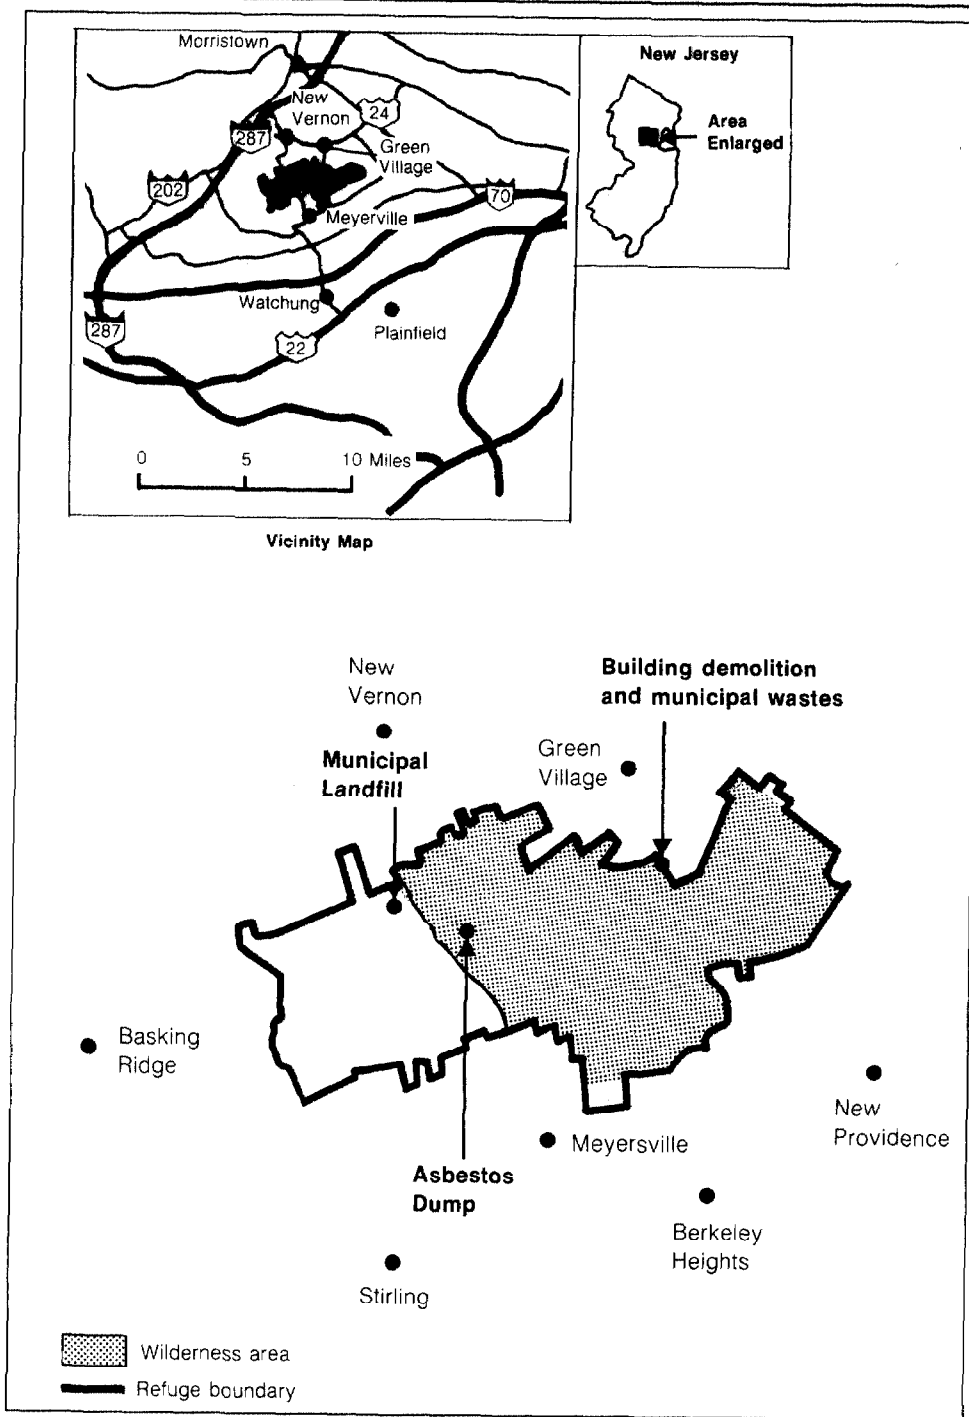 Morristown
New Jersey
New
Vernon
24
287
Green
Village
Area
Enlarged
202
70
Meyerville
Watchung
287
Plainfield
22
0 5 10 Miles
Vicinity Map
New
Vernon
Building demolition
and municipal wastes
Municipal
Landfill
Green
Village
Basking
Ridge
New
Providence
Meyersville
Asbestos
Dump
Berkeley
Heights
Stirling
Wilderness area
Refuge boundary